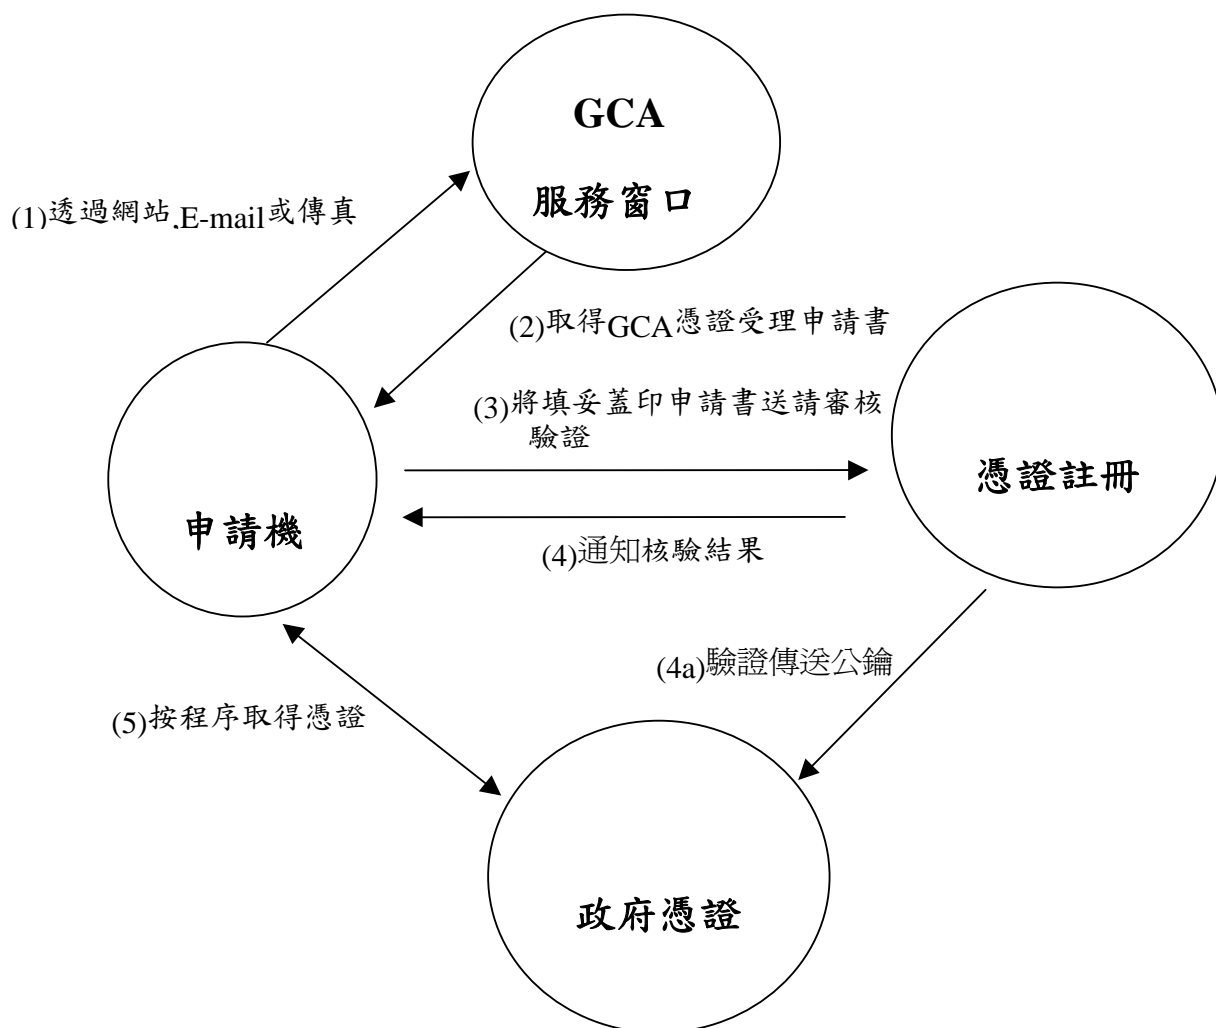 GCA
服務窗口
(1)透過網站,E-mail或傳真
(2)取得GCA憑證受理申請書
(3)將填妥蓋印申請書送請審核
驗證
憑證註冊
申請機
(4)通知核驗結果
(4a)驗證傳送公鑰
(5)按程序取得憑證
政府憑證